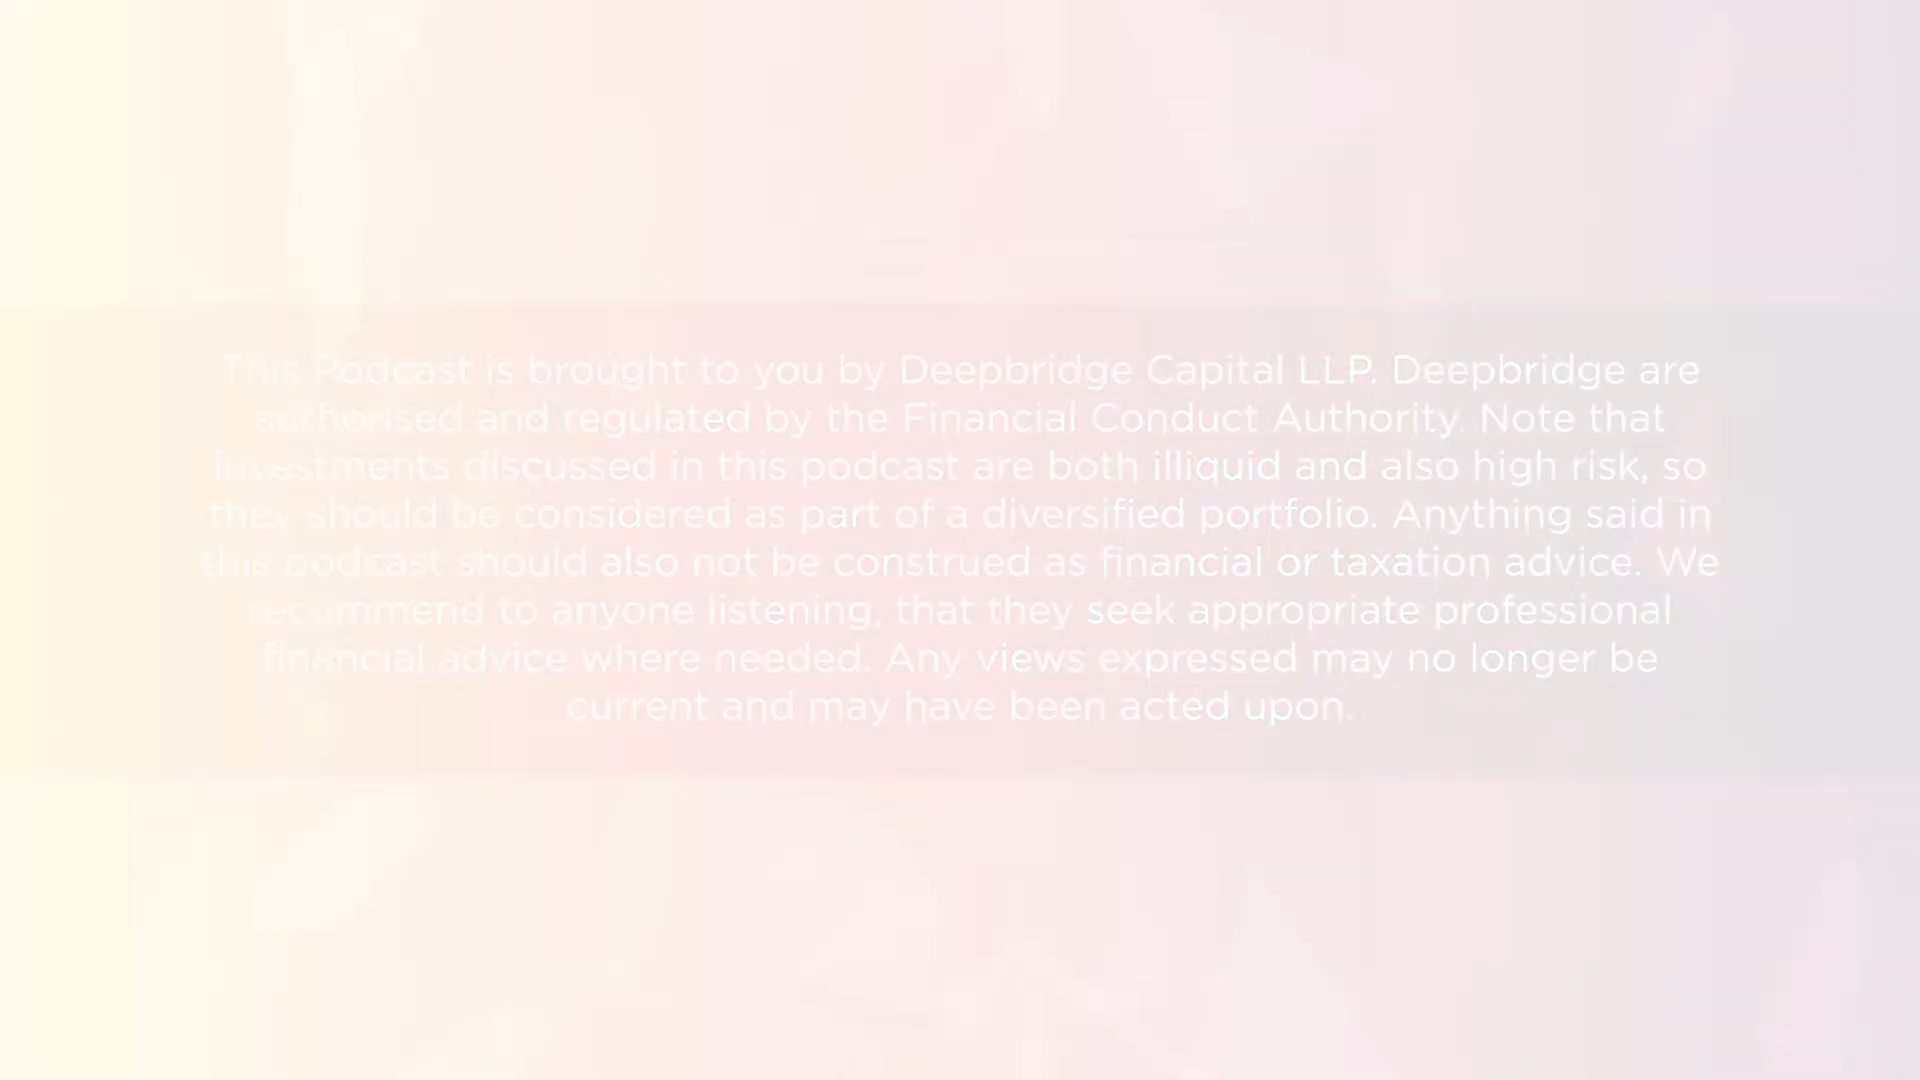 This Podcast is brought to you by Deepbridge Capital LLP. Deepbridge are
authorised and regulated by the Financial Conduct Authority. Note that
investments discussed in this podcast are both illiquid and also high risk, so
they should be considered as part of a diversified portfolio. Anything said in
this podcast should also not be construed as financial or taxation advice. We
recommend to anyone listening, that they seek appropriate professional
financial advice where needed. Any views expressed may no longer be
current and may have been acted upon.